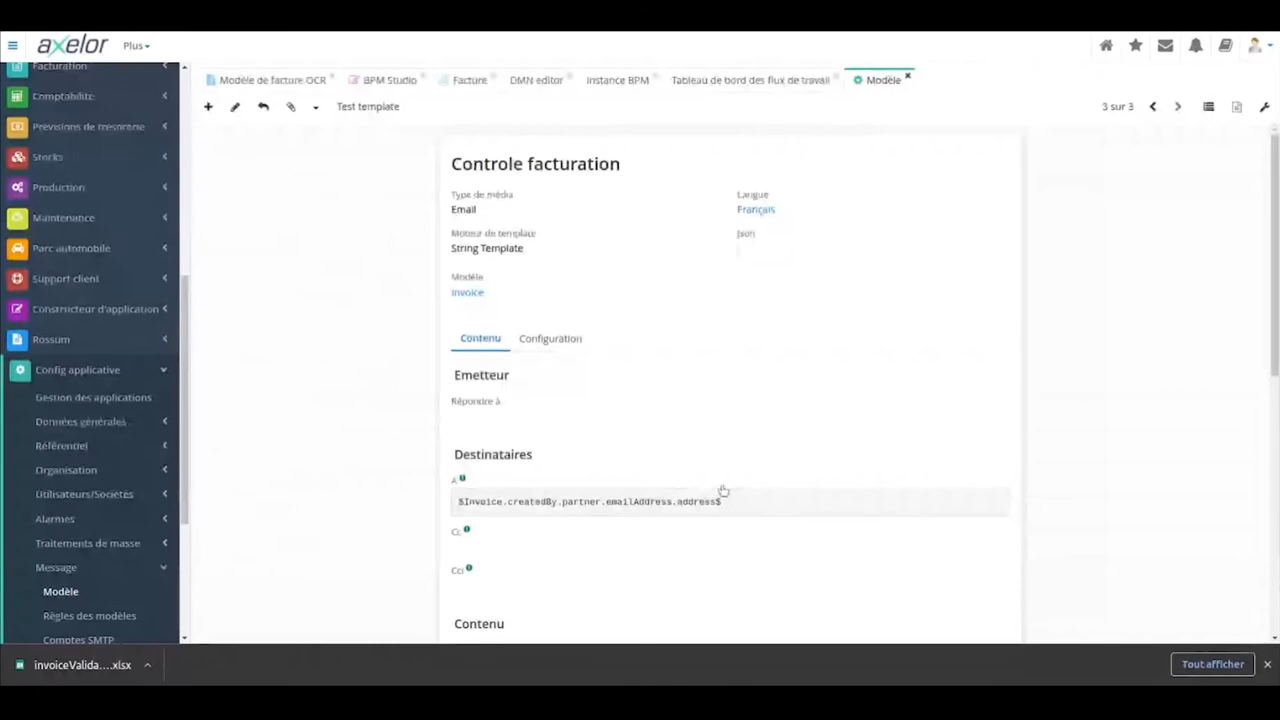 axelor
Plus
Facturation
Comptabilité
Prévisions de trésorerie
Stocks
Production
Maintenance
Parc automobile
Support client
Constructeur d'application
Rossum
Config applicative
Gestion des applications
Données générales
Référentiel
Organisation
Utilisateurs/Sociétés
Alarmes
Traitements de masse
Message
Modèle
Règles des modèles
Comptes SMTP
Modèle de facture OCR
BPM Studio
Facture
DMN editor
Instance BPM
Tableau de bord des flux de travail
Modèle
Test template
3 sur 3
Controle facturation
Type de média
Email
Langue
Français
Moteur de template
String Template
Json
Modèle
Invoice
Contenu
Configuration
Emetteur
Répondre à
Destinataires
A
$Invoice.createdBy.partner.emailAddress.address$
Cc
Cci
Contenu
invoiceValida....xlsx
Tout afficher